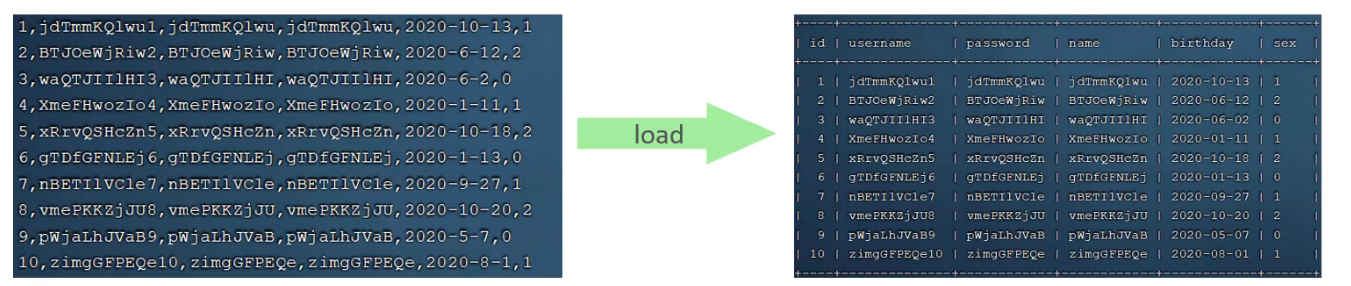 1,jdTmmKQlwu1,jdTmmKQlwu,jdTmmKQlwu,2020-10-13,1
2,BTJOeWjRiw2,BTJOeWjRiw,BTJOeWjRiw,2020-6-12,2
3,waQTJIIlHI3,waQTJIIlHI,waQTJIIlHI,2020-6-2,0
4,XmeFHwozIo4,XmeFHwozIo,XmeFHwozIo,2020-1-11,1
5,xRrvQSHcZn5,xRrvQSHcZn,xRrvQSHcZn,2020-10-18,2
6,gTDfGFNLEj6,gTDfGFNLEj,gTDfGFNLEj,2020-1-13,0
7,nBETIlVCle7,nBETIlVCle,nBETIlVCle,2020-9-27,1
8,vmePKKZjJU8,vmePKKZjJU,vmePKKZjJU,2020-10-20,2
9,pWjaLhJVaB9,pWjaLhJVaB,pWjaLhJVaB,2020-5-7,0
10,zimgGFPEQe10,zimgGFPEQe,zimgGFPEQe,2020-8-1,1
load
| id | username | password | name | birthday | sex |
| 1 | jdTmmKQlwu1 | jdTmmKQlwu | jdTmmKQlwu | 2020-10-13 | 1 |
| 2 | BTJOeWjRiw2 | BTJOeWjRiw | BTJOeWjRiw | 2020-06-12 | 2 |
| 3 | waQTJIIlHI3 | waQTJIIlHI | waQTJIIlHI | 2020-06-02 | 0 |
| 4 | XmeFHwozIo4 | XmeFHwozIo | XmeFHwozIo | 2020-01-11 | 1 |
| 5 | xRrvQSHcZn5 | xRrvQSHcZn | xRrvQSHcZn | 2020-10-18 | 2 |
| 6 | gTDfGFNLEj6 | gTDfGFNLEj | gTDfGFNLEj | 2020-01-13 | 0 |
| 7 | nBETIlVCle7 | nBETIlVCle | nBETIlVCle | 2020-09-27 | 1 |
| 8 | vmePKKZjJU8 | vmePKKZjJU | vmePKKZjJU | 2020-10-20 | 2 |
| 9 | pWjaLhJVaB9 | pWjaLhJVaB | pWjaLhJVaB | 2020-05-07 | 0 |
| 10 | zimgGFPEQe10 | zimgGFPEQe | zimgGFPEQe | 2020-08-01 | 1 |